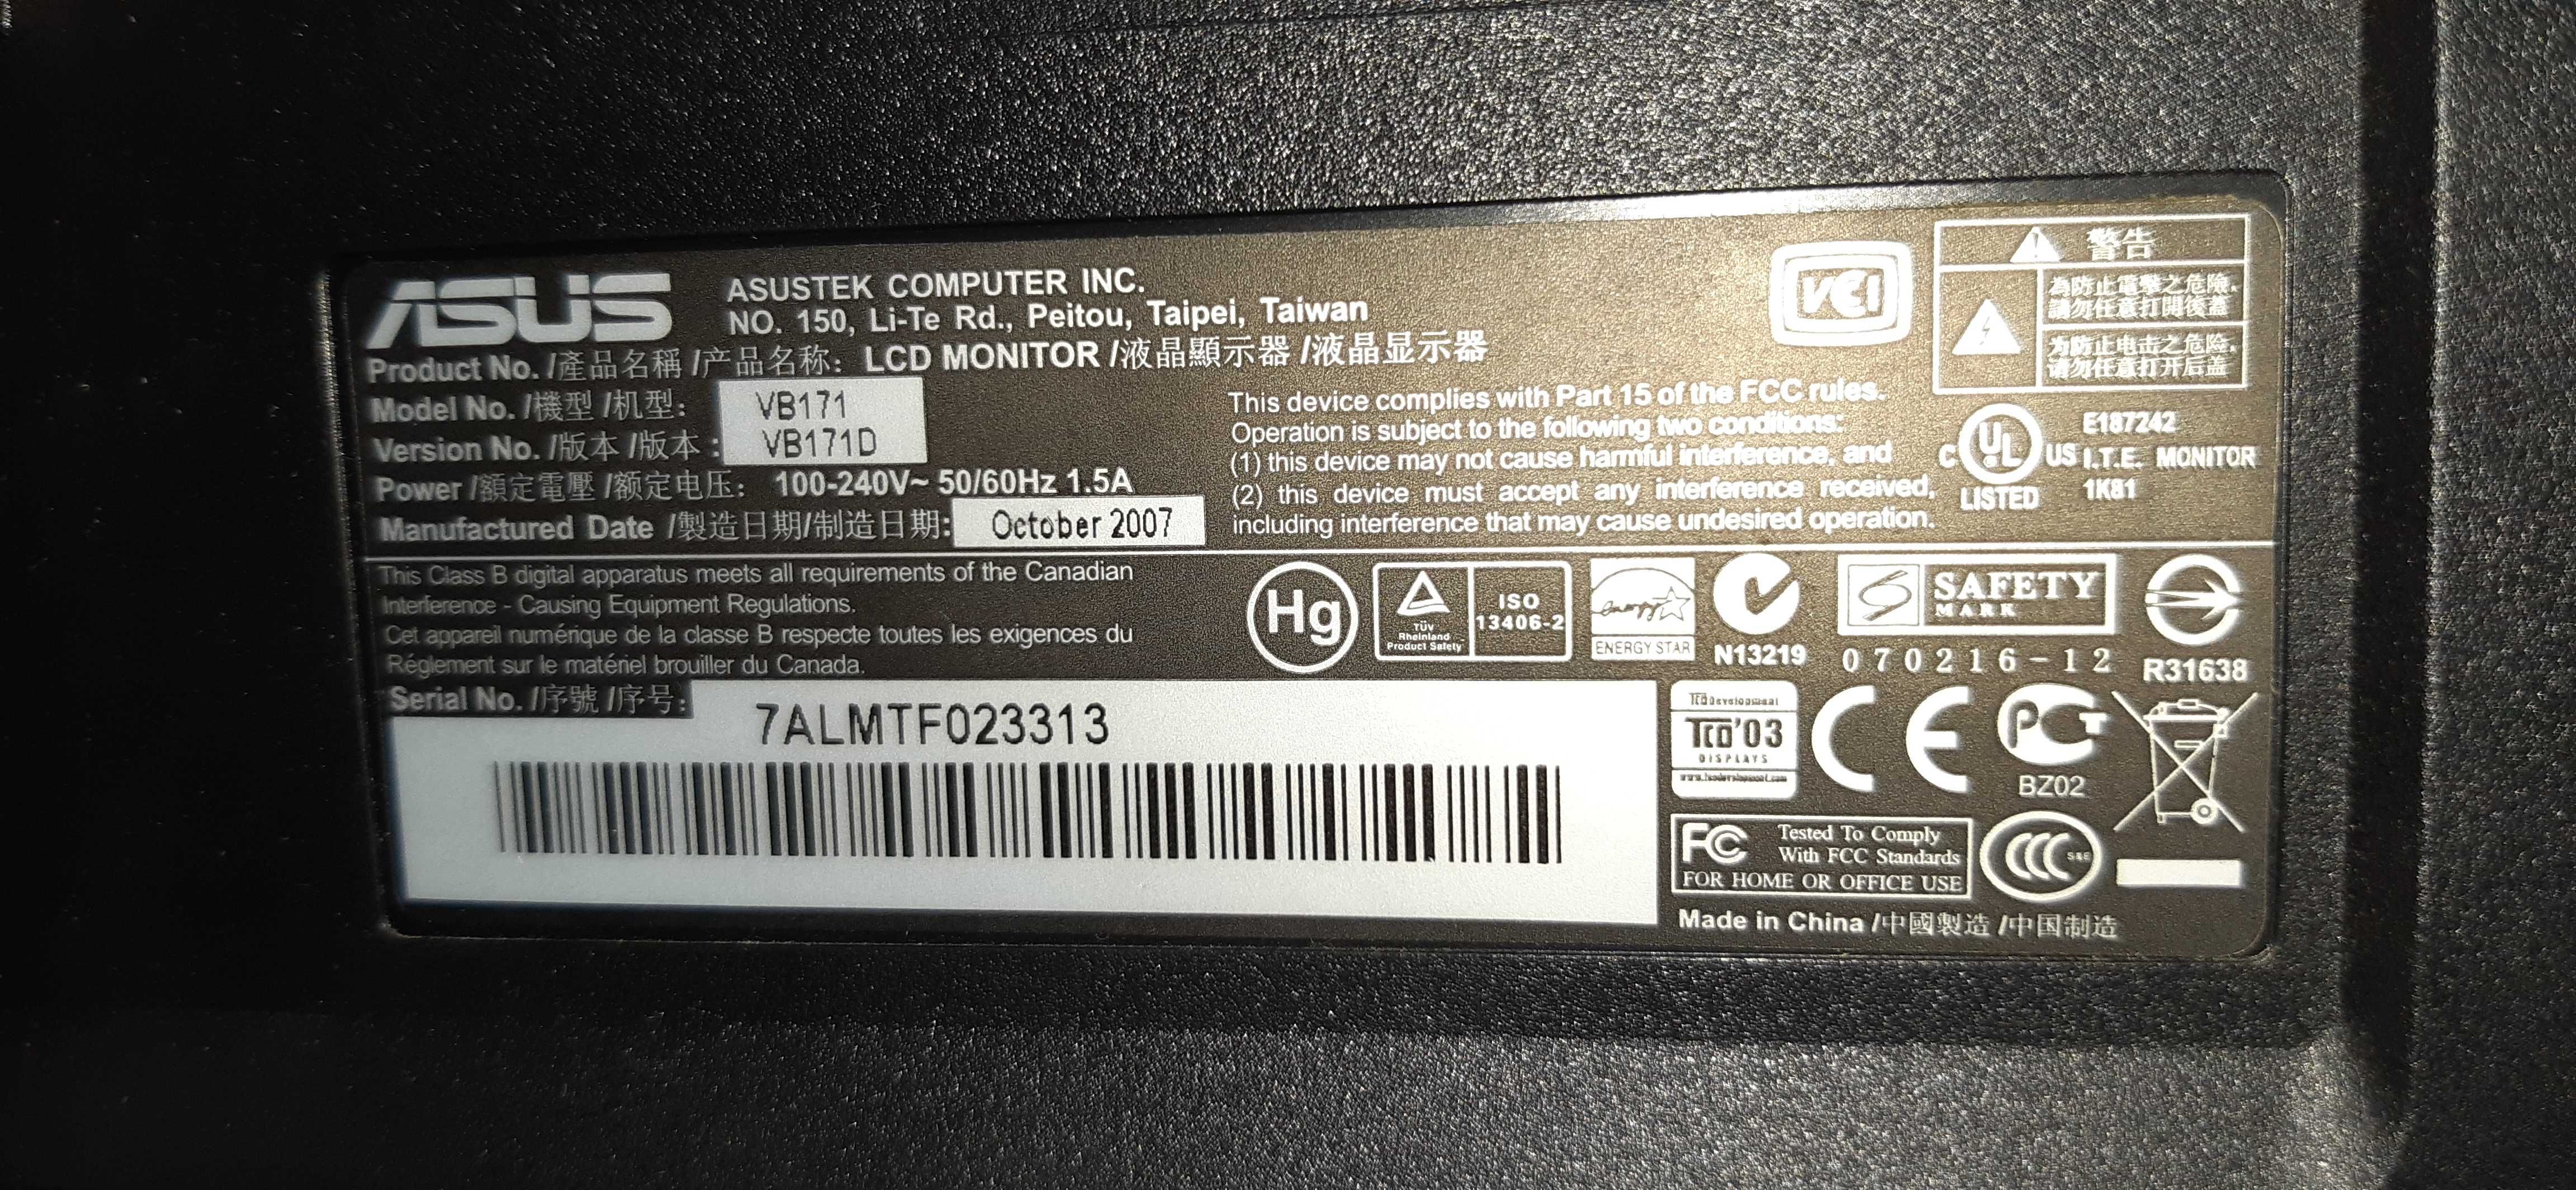 ASUS
ASUSTEK COMPUTER INC.
NO. 150, Li-Te Rd., Peitou, Taipei, Taiwan
Product No. /產品名稱 /产品名称: LCD MONITOR /液晶顯示器 /液晶显示器
Model No. /機型 /机型: VB171
Version No. /版本 /版本 : VB171D
Power /額定電壓 /额定电压: 100-240V~ 50/60Hz 1.5A
Manufactured Date /製造日期/制造日期: October 2007
This device complies with Part 15 of the FCC rules.
Operation is subject to the following two conditions:
(1) this device may not cause harmful interference, and
(2) this device must accept any interference received,
including interference that may cause undesired operation.
VCI
警告
為防止電擊之危險,
請勿任意打開後蓋
为防止电击之危险,
请勿任意打开后盖
C UL US
LISTED
E187242
I.T.E. MONITOR
1K81
This Class B digital apparatus meets all requirements of the Canadian
Interference - Causing Equipment Regulations.
Cet appareil numérique de la classe B respecte toutes les exigences du
Réglement sur le matériel brouiller du Canada.
Hg
TÜV
Rheinland
Product Safety
ISO
13406-2
energy
ENERGY STAR
N13219
SAFETY
MARK
070216-12
R31638
Serial No. /序號 /序号:
7ALMTF023313
TCO Development
TCO'03
DISPLAYS
www.tcodevelopment.com
CE
PCT
BZ02
FC
Tested To Comply
With FCC Standards
FOR HOME OR OFFICE USE
CCC S&E
Made in China /中國製造 /中国制造